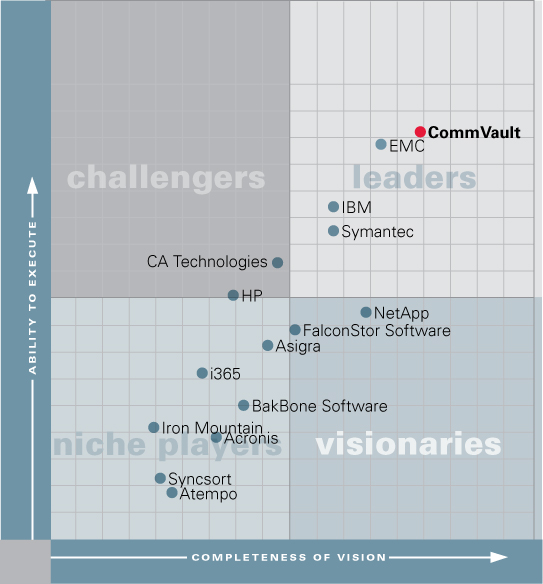 CommVault
EMC
challengers
leaders
IBM
Symantec
CA Technologies
HP
NetApp
FalconStor Software
Asigra
i365
BakBone Software
Iron Mountain
Acronis
niche players
visionaries
Syncsort
Atempo
ABILITY TO EXECUTE
COMPLETENESS OF VISION